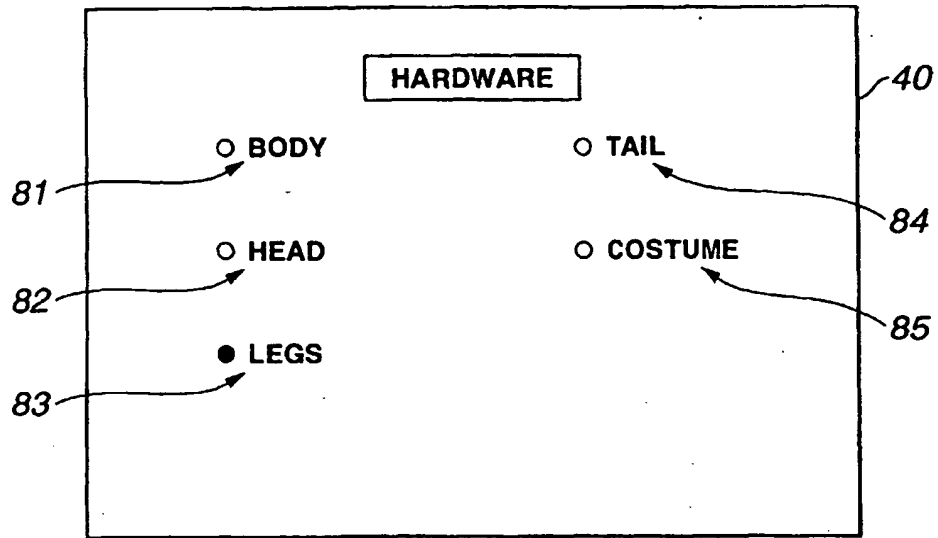 HARDWARE
40
BODY
TAIL
81
84
HEAD
COSTUME
82
85
LEGS
83